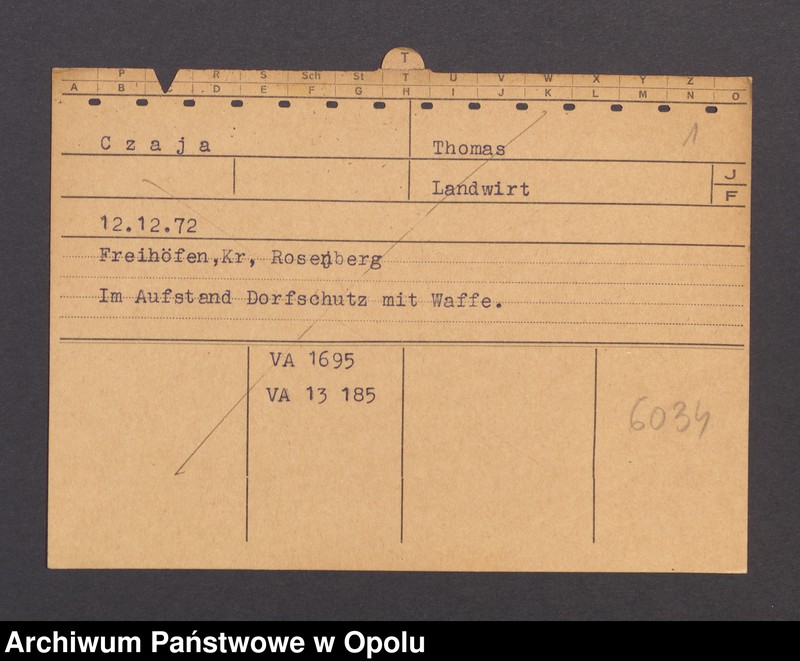 T
P R S Sch St T U V W X Y Z
A B C D E F G H I J K L M N O
1
Czaja Thomas
Landwirt J
F
12.12.72
Freihöfen,Kr, Rosenberg
Im Aufstand Dorfschutz mit Waffe.
VA 1695
VA 13 185
6034
Archiwum Państwowe w Opolu